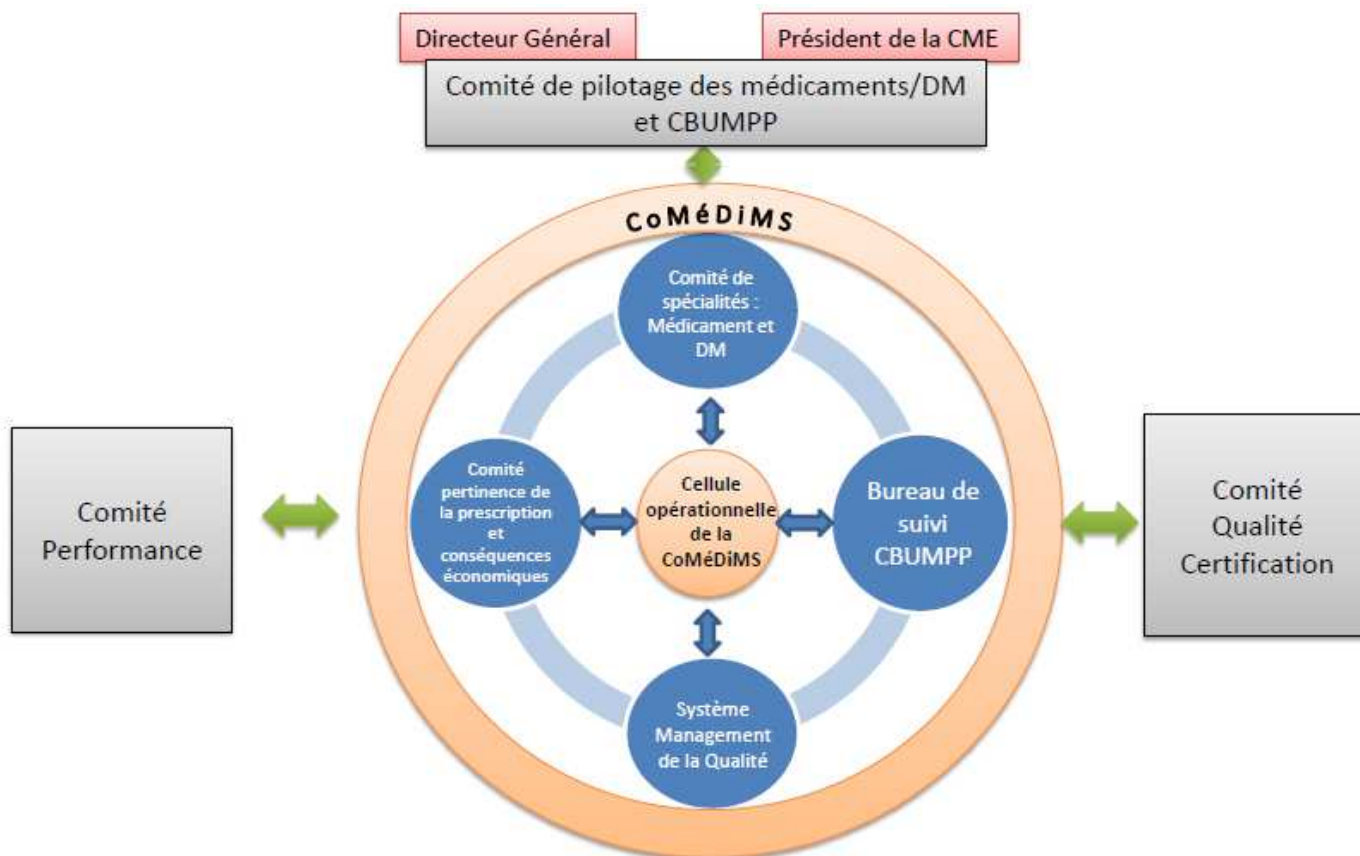 Directeur Général
Président de la CME
Comité de pilotage des médicaments/DM
et CBUMPP
CoMéDiMS
Comité de
spécialités :
Médicament et
DM
Comité
Performance
Comité
pertinence de
la prescription
et
conséquences
économiques
Cellule
opérationnelle
de la
CoMéDiMS
Bureau de
suivi
CBUMPP
Comité
Qualité
Certification
Système
Management
de la Qualité